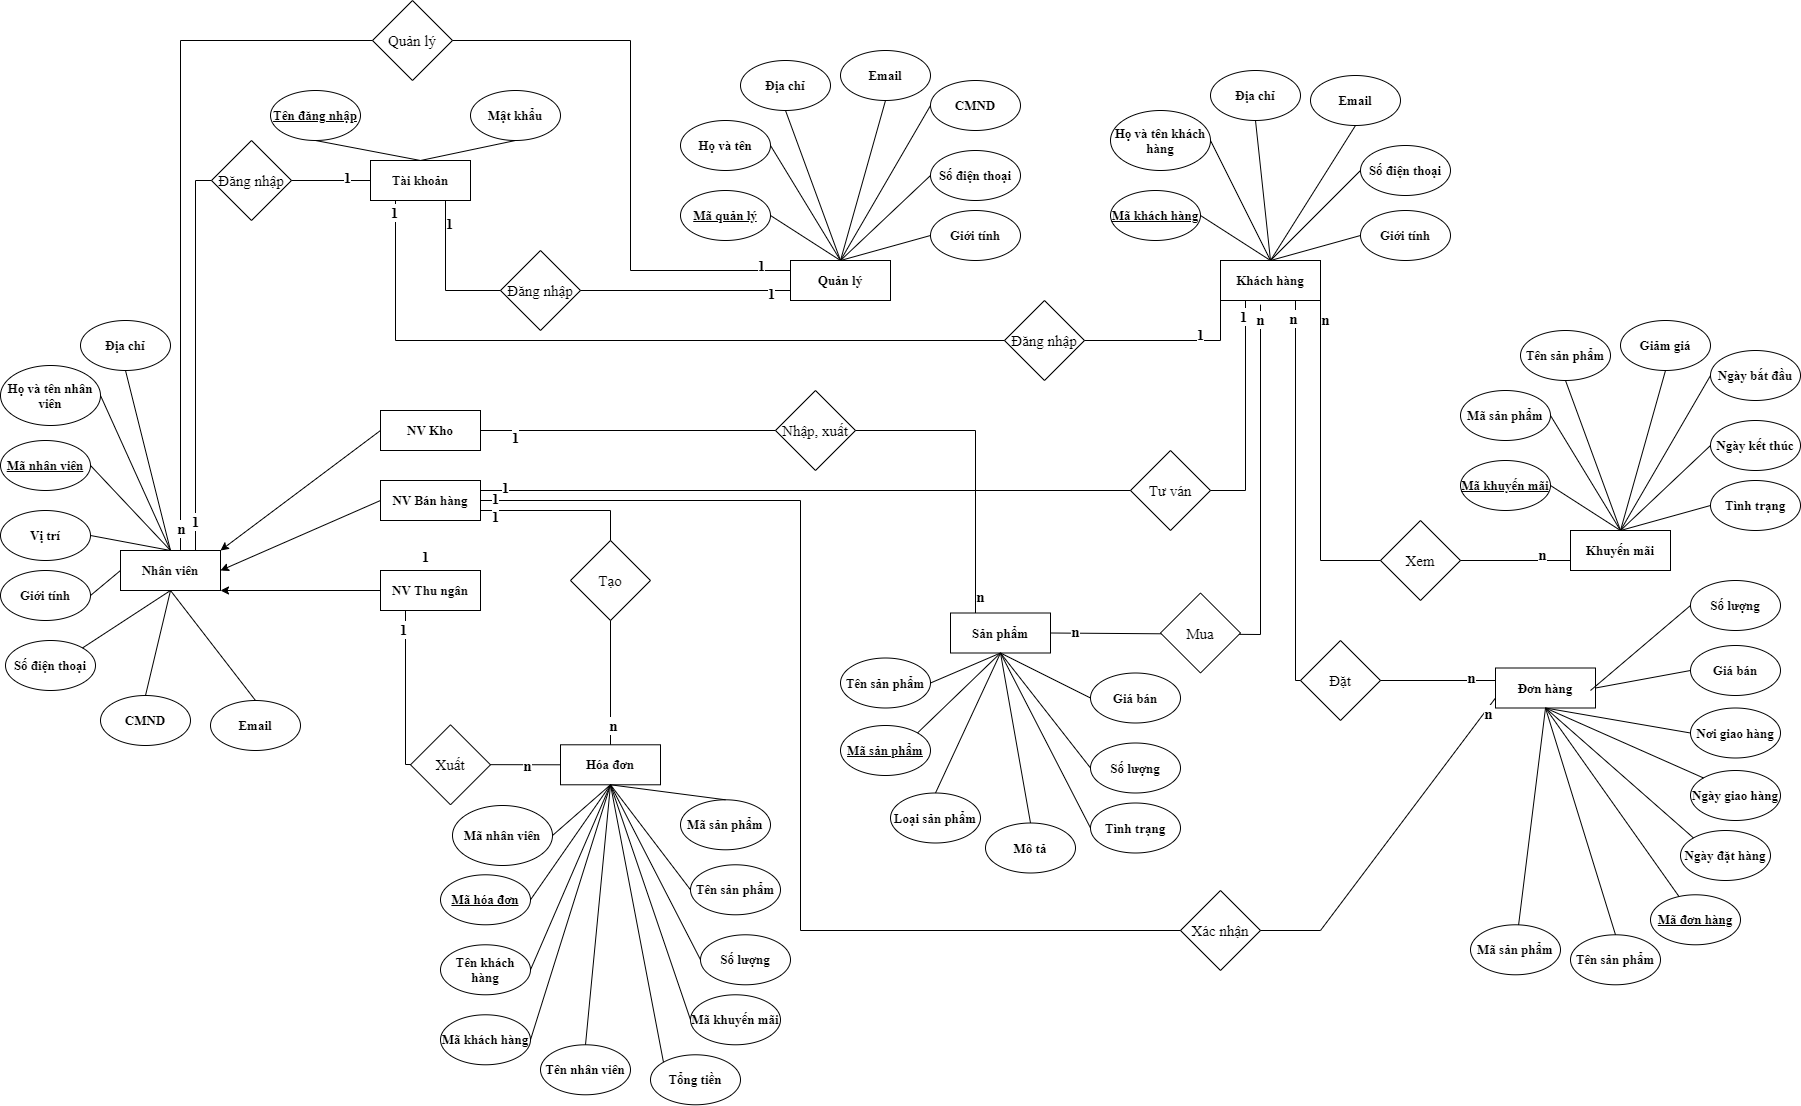 Quản lý
Tên đăng nhập
Mật khẩu
Đăng nhập
1
Tài khoản
1
1
Địa chỉ
Email
CMND
Họ và tên
Số điện thoại
Mã quản lý
Giới tính
Quản lý
1
1
Đăng nhập
Địa chỉ
Email
Họ và tên khách
hàng
Số điện thoại
Mã khách hàng
Giới tính
Khách hàng
1
n
n
n
Đăng nhập
1
Địa chỉ
Họ và tên nhân
viên
Mã nhân viên
Vị trí
Giới tính
Số điện thoại
CMND
Email
n
1
Nhân viên
NV Kho
1
Nhập, xuất
NV Bán hàng
1
1
1
Tư vấn
1
NV Thu ngân
1
Tạo
n
Xuất
n
Hóa đơn
Mã nhân viên
Mã sản phẩm
Mã hóa đơn
Tên sản phẩm
Tên khách
hàng
Số lượng
Mã khách hàng
Mã khuyến mãi
Tên nhân viên
Tổng tiền
n
Sản phẩm
n
Mua
Tên sản phẩm
Giá bán
Mã sản phẩm
Số lượng
Loại sản phẩm
Tình trạng
Mô tả
Tên sản phẩm
Giảm giá
Ngày bắt đầu
Mã sản phẩm
Ngày kết thúc
Mã khuyến mãi
Tình trạng
Xem
n
Khuyến mãi
Đặt
n
n
Đơn hàng
Số lượng
Giá bán
Nơi giao hàng
Ngày giao hàng
Ngày đặt hàng
Mã đơn hàng
Mã sản phẩm
Tên sản phẩm
Xác nhận